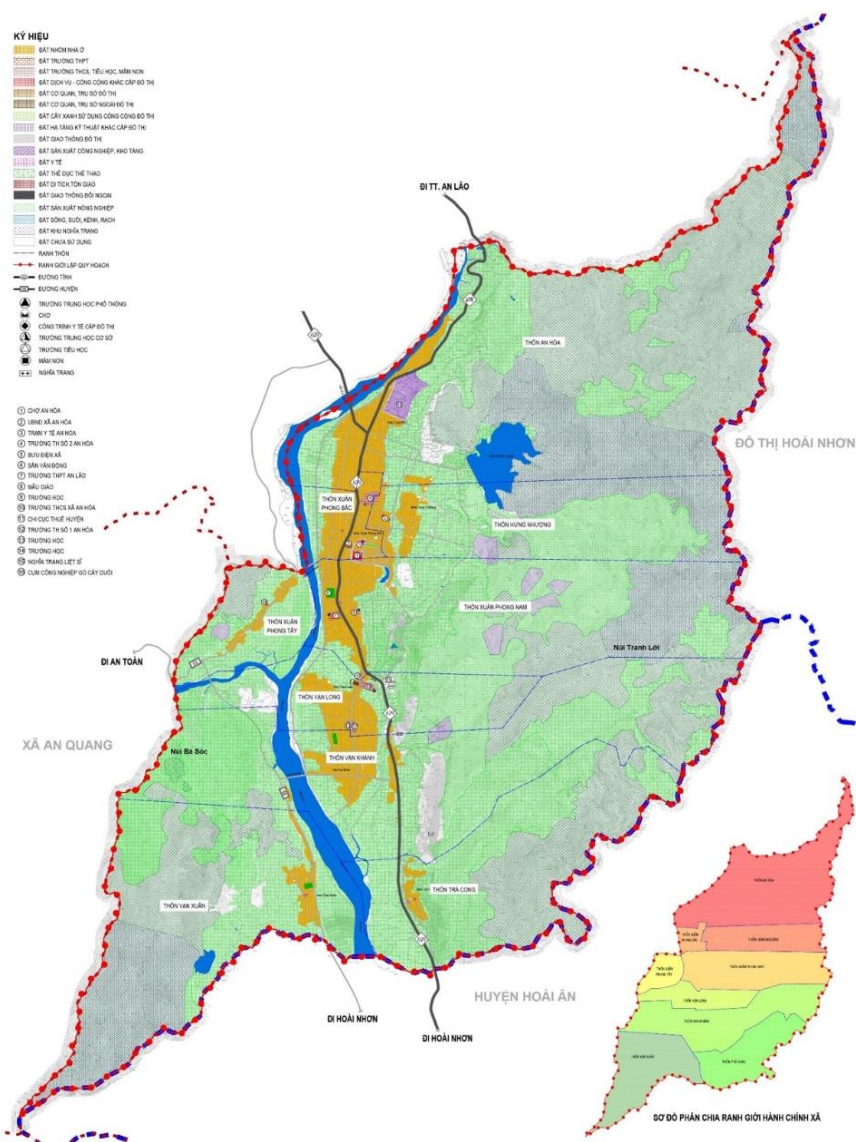 KÝ HIỆU
ĐẤT NHÓM NHÀ Ở
ĐẤT TRƯỜNG THPT
ĐẤT TRƯỜNG THCS, TIỂU HỌC, MẦM NON
ĐẤT DỊCH VỤ - CÔNG CỘNG KHÁC CẤP ĐÔ THỊ
ĐẤT CƠ QUAN, TRỤ SỞ ĐÔ THỊ
ĐẤT CƠ QUAN, TRỤ SỞ NGOÀI ĐÔ THỊ
ĐẤT CÂY XANH SỬ DỤNG CÔNG CỘNG ĐÔ THỊ
ĐẤT HẠ TẦNG KỸ THUẬT KHÁC CẤP ĐÔ THỊ
ĐẤT GIAO THÔNG ĐÔ THỊ
ĐẤT SẢN XUẤT CÔNG NGHIỆP, KHO TÀNG
ĐẤT Y TẾ
ĐẤT THỂ DỤC THỂ THAO
ĐẤT DI TÍCH, TÔN GIÁO
ĐẤT GIAO THÔNG ĐỐI NGOẠI
ĐẤT SẢN XUẤT NÔNG NGHIỆP
ĐẤT SÔNG, SUỐI, KÊNH, RẠCH
ĐẤT KHU NGHĨA TRANG
ĐẤT CHƯA SỬ DỤNG
RANH THÔN
RANH GIỚI LẬP QUY HOẠCH
ĐƯỜNG TỈNH
ĐƯỜNG HUYỆN
TRƯỜNG TRUNG HỌC PHỔ THÔNG
CHỢ
CÔNG TRÌNH Y TẾ CẤP ĐÔ THỊ
TRƯỜNG TRUNG HỌC CƠ SỞ
TRƯỜNG TIỂU HỌC
MẦM NON
NGHĨA TRANG
1 CHỢ AN HÒA
2 UBND XÃ AN HÒA
3 TRẠM Y TẾ AN HÒA
4 TRƯỜNG TH SỐ 2 AN HÒA
5 BƯU ĐIỆN XÃ
6 SÂN VẬN ĐỘNG
7 TRƯỜNG THPT AN LÃO
8 MẪU GIÁO
9 TRƯỜNG HỌC
10 TRƯỜNG THCS XÃ AN HÒA
11 CHI CỤC THUẾ HUYỆN
12 TRƯỜNG TH SỐ 1 AN HÒA
13 TRƯỜNG HỌC
14 TRƯỜNG HỌC
15 NGHĨA TRANG LIỆT SĨ
16 CỤM CÔNG NGHIỆP GÒ CÂY DUỐI
ĐI TT. AN LÃO
THÔN AN HÒA
ĐÔ THỊ HOÀI NHƠN
THÔN XUÂN
PHONG BẮC
THÔN HƯNG NHƯỢNG
THÔN XUÂN PHONG NAM
THÔN XUÂN
PHONG TÂY
Núi Tranh Lới
ĐI AN TOÀN
THÔN VẠN LONG
XÃ AN QUANG
Núi Bà Sóc
THÔN VẠN KHÁNH
THÔN VẠN XUÂN
THÔN TRÀ CONG
HUYỆN HOÀI ÂN
ĐI HOÀI NHƠN
ĐI HOÀI NHƠN
SƠ ĐỒ PHÂN CHIA RANH GIỚI HÀNH CHÍNH XÃ